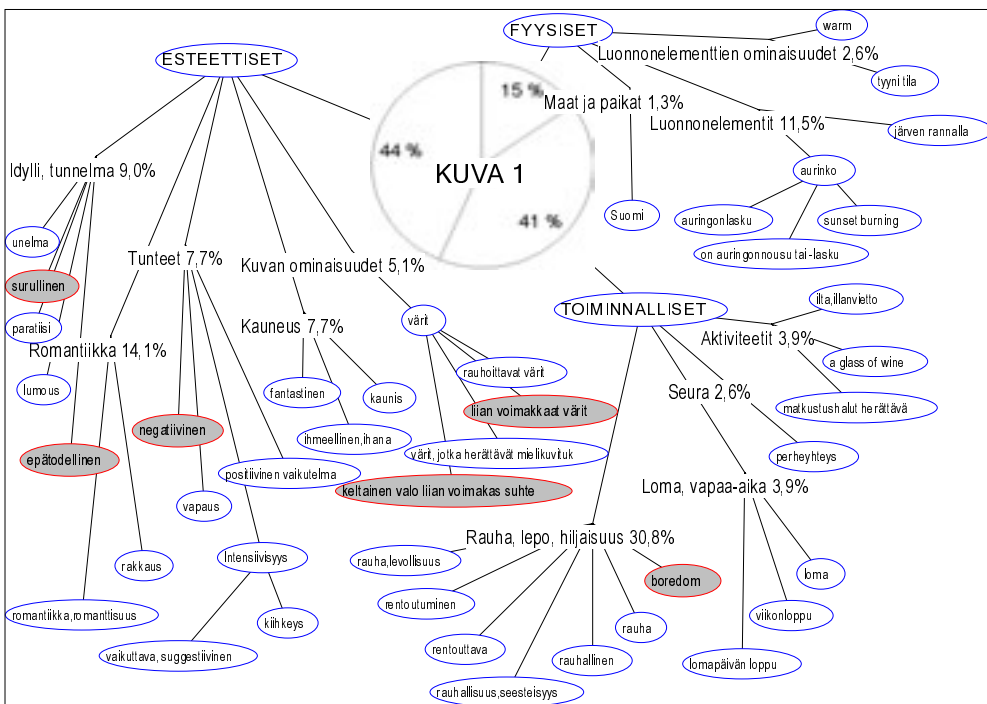 FYYSISET
warm
Luonnonelementtien ominaisuudet 2,6%
tyyni tila
Maat ja paikat 1,3%
Luonnonelementit 11,5%
järven rannalla
aurinko
Suomi
auringonlasku
sunset burning
on auringonnousu tai -lasku
ESTEETTISET
15 %
44 %
KUVA 1
41 %
Idylli, tunnelma 9,0%
unelma
surullinen
paratiisi
lumous
epätodellinen
Romantiikka 14,1%
rakkaus
romantiikka,romanttisuus
Tunteet 7,7%
negatiivinen
vapaus
positiivinen vaikutelma
Intensiivisyys
kiihkeys
vaikuttava, suggestiivinen
Kauneus 7,7%
fantastinen
kaunis
ihmeellinen,ihana
Kuvan ominaisuudet 5,1%
värit
rauhoittavat värit
liian voimakkaat värit
värit, jotka herättävät mielikuvituk
keltainen valo liian voimakas suhte
TOIMINNALLISET
ilta,illanvietto
Aktiviteetit 3,9%
a glass of wine
matkustushalut herättävä
Seura 2,6%
perheyhteys
Loma, vapaa-aika 3,9%
loma
viikonloppu
lomapäivän loppu
Rauha, lepo, hiljaisuus 30,8%
rauha,levollisuus
boredom
rentoutuminen
rauha
rentouttava
rauhallinen
rauhallisuus,seesteisyys